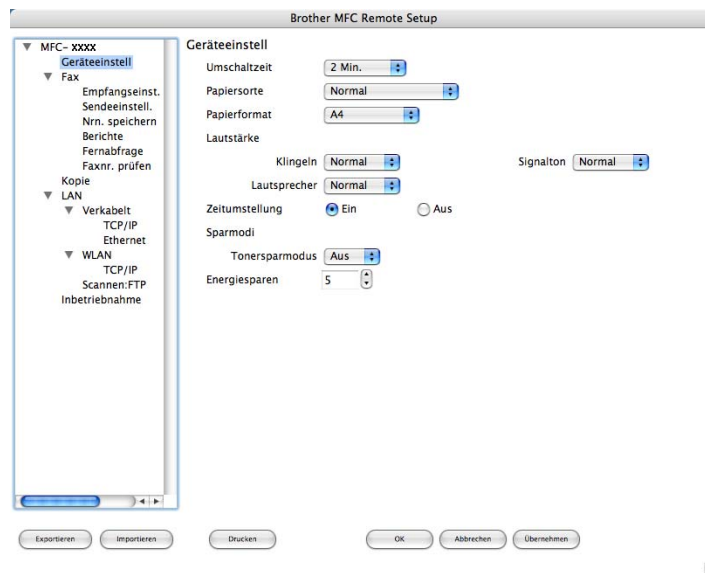 Brother MFC Remote Setup
MFC- XXXX
Geräteeinstell
Fax
Empfangseinst.
Sendeeinstell.
Nrn. speichern
Berichte
Fernabfrage
Faxnr. prüfen
Kopie
LAN
Verkabelt
TCP/IP
Ethernet
WLAN
TCP/IP
Scannen:FTP
Inbetriebnahme
Geräteeinstell
Umschaltzeit 2 Min.
Papiersorte Normal
Papierformat A4
Lautstärke
Klingeln Normal Signalton Normal
Lautsprecher Normal
Zeitumstellung Ein Aus
Sparmodi
Tonersparmodus Aus
Energiesparen 5
Exportieren Importieren Drucken OK Abbrechen Übernehmen